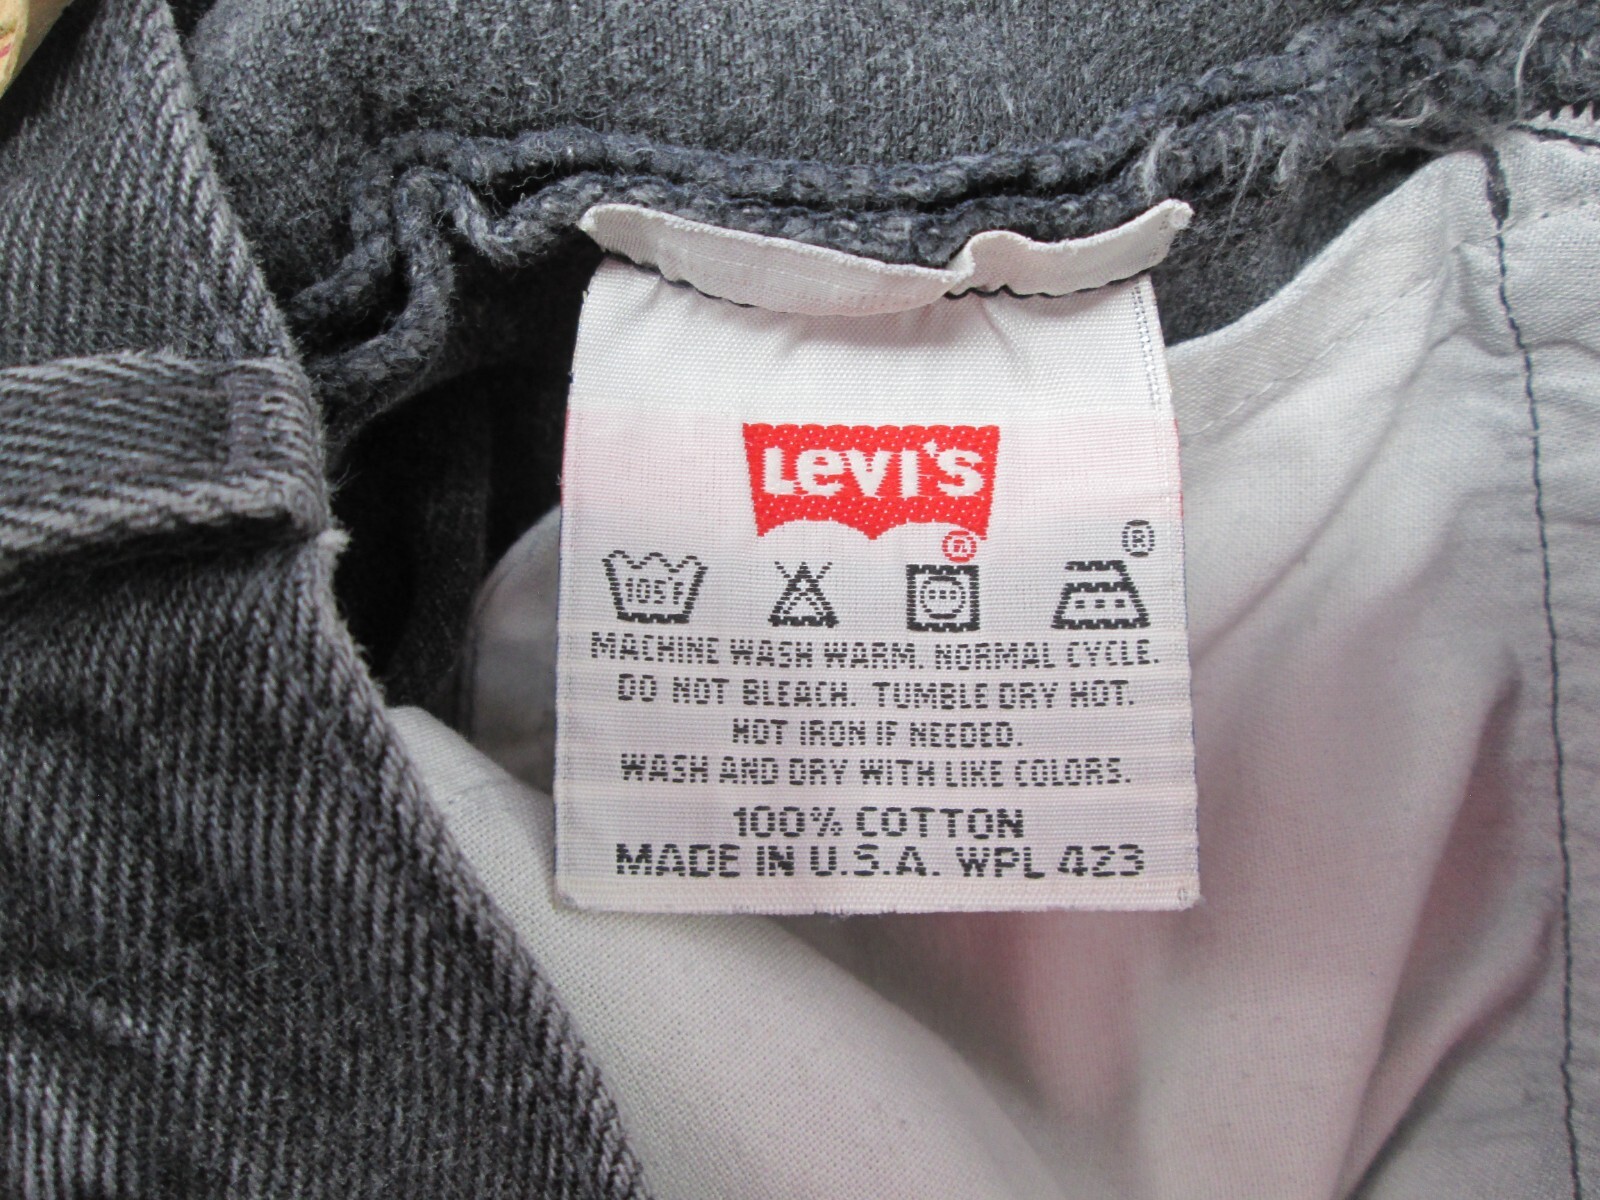 Levi's
®
®
105°F
MACHINE WASH WARM. NORMAL CYCLE.
DO NOT BLEACH. TUMBLE DRY HOT.
HOT IRON IF NEEDED.
WASH AND DRY WITH LIKE COLORS.
100% COTTON
MADE IN U.S.A. WPL 423